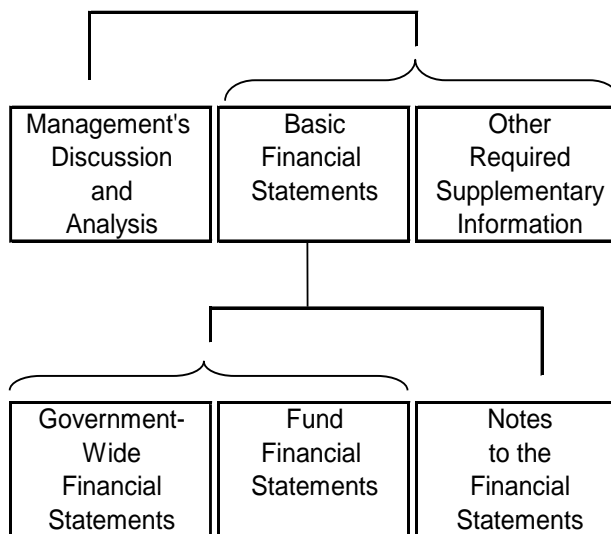 Management's
Discussion
and
Analysis
Basic
Financial
Statements
Other
Required
Supplementary
Information
Government-
Wide
Financial
Statements
Fund
Financial
Statements
Notes
to the
Financial
Statements